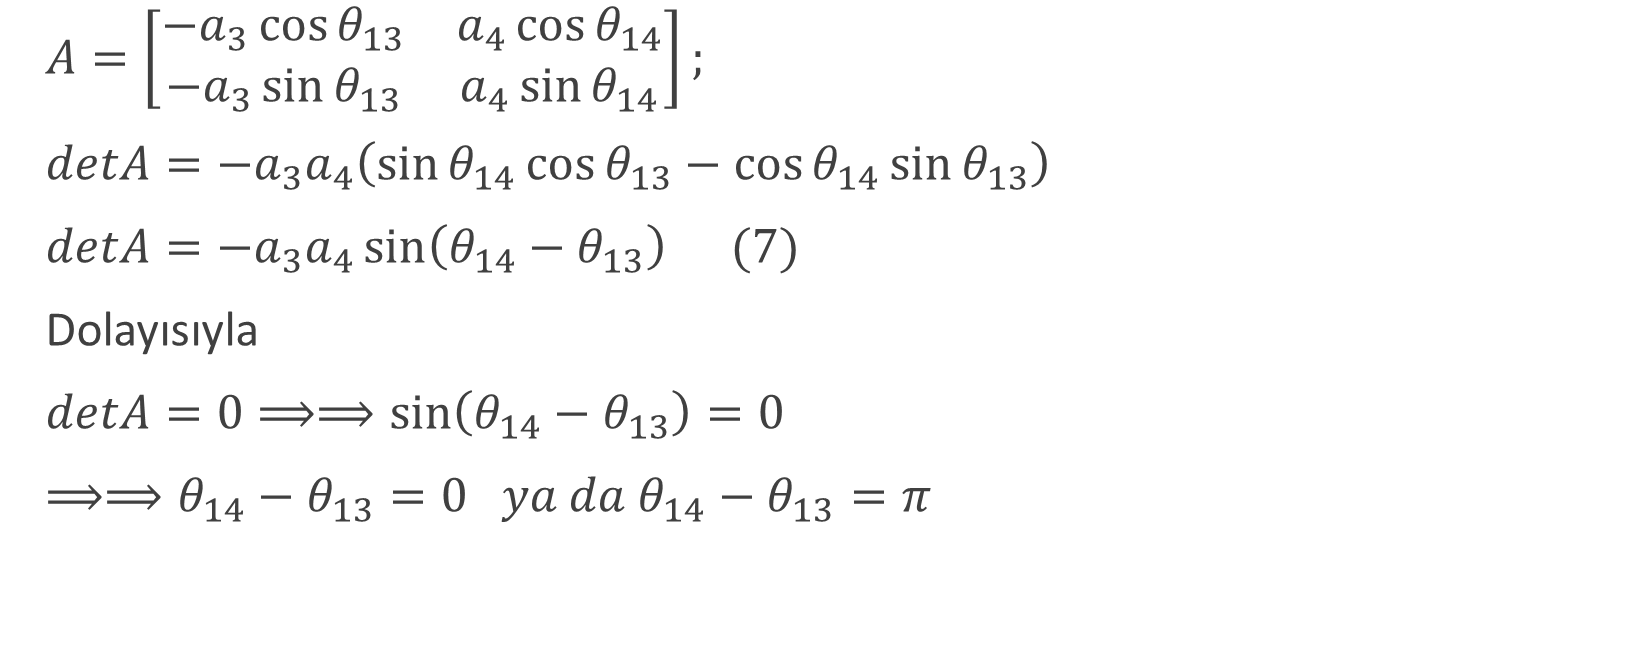 A = [−a₃ cos θ₁₃ a₄ cos θ₁₄
−a₃ sin θ₁₃ a₄ sin θ₁₄] ;
detA = −a₃a₄(sin θ₁₄ cos θ₁₃ − cos θ₁₄ sin θ₁₃)
detA = −a₃a₄ sin(θ₁₄ − θ₁₃) (7)
Dolayısıyla
detA = 0 ⟹⟹ sin(θ₁₄ − θ₁₃) = 0
⟹⟹ θ₁₄ − θ₁₃ = 0 ya da θ₁₄ − θ₁₃ = π